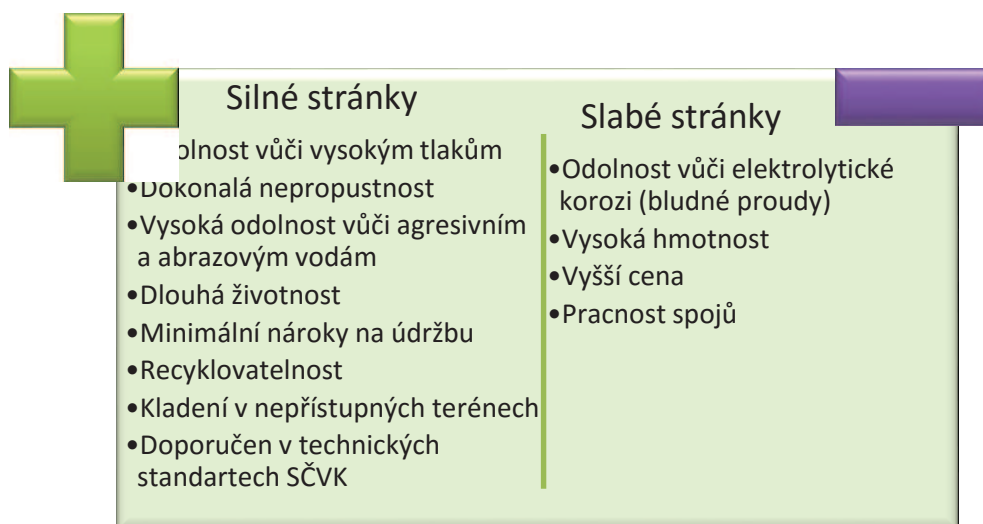 Silné stránky
olnost vůči vysokým tlakům
•Dokonalá nepropustnost
•Vysoká odolnost vůči agresivním
a abrazovým vodám
•Dlouhá životnost
•Minimální nároky na údržbu
•Recyklovatelnost
•Kladení v nepřístupných terénech
•Doporučen v technických
standartech SČVK
Slabé stránky
•Odolnost vůči elektrolytické
korozi (bludné proudy)
•Vysoká hmotnost
•Vyšší cena
•Pracnost spojů